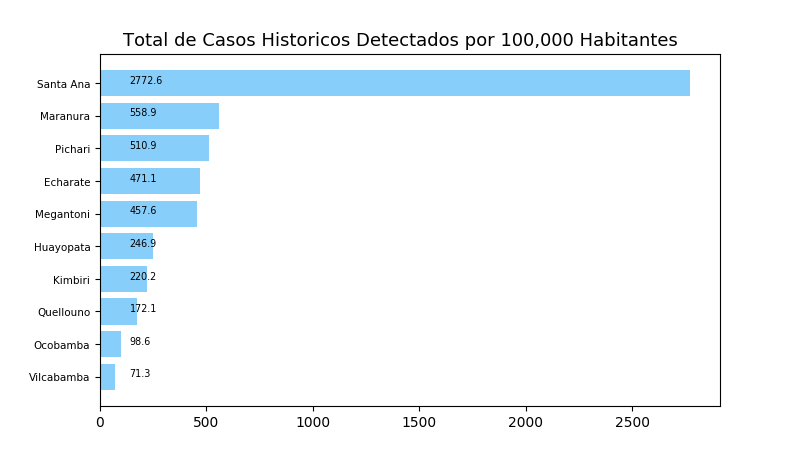 Total de Casos Historicos Detectados por 100,000 Habitantes
Santa Ana 2772.6
Maranura 558.9
Pichari 510.9
Echarate 471.1
Megantoni 457.6
Huayopata 246.9
Kimbiri 220.2
Quellouno 172.1
Ocobamba 98.6
Vilcabamba 71.3
0 500 1000 1500 2000 2500